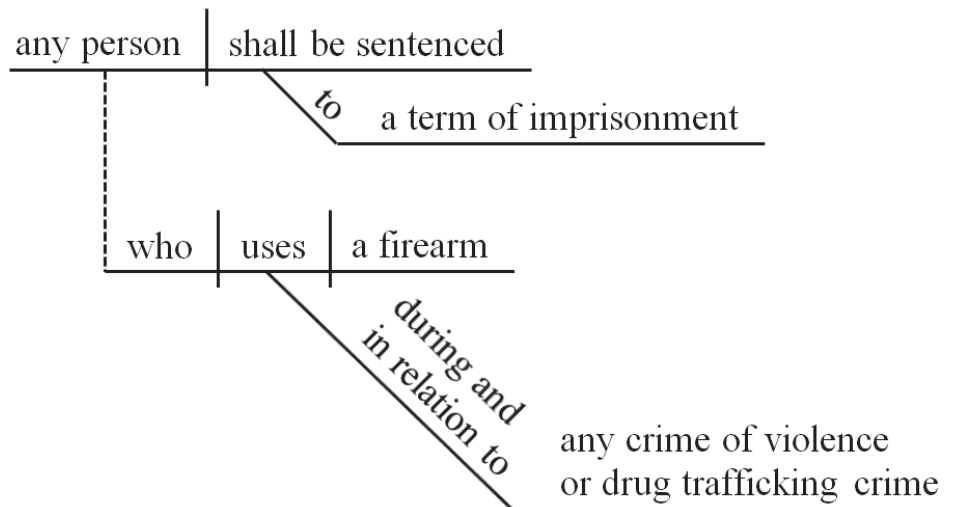 any person shall be sentenced
to
a term of imprisonment
who uses a firearm
during and
in relation to
any crime of violence
or drug trafficking crime